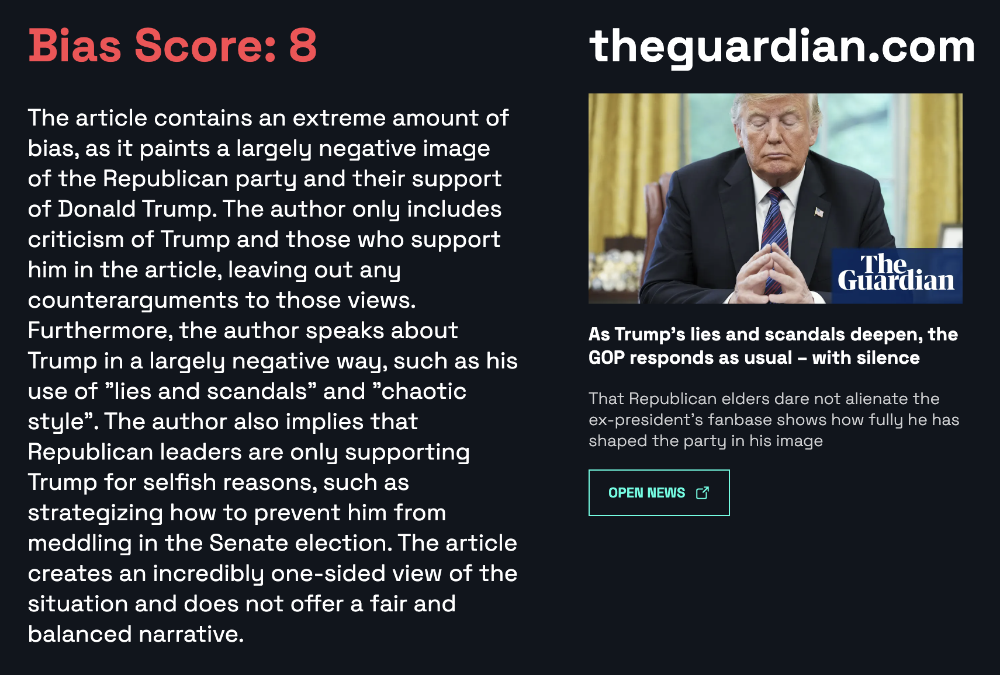 Bias Score: 8
The article contains an extreme amount of
bias, as it paints a largely negative image
of the Republican party and their support
of Donald Trump. The author only includes
criticism of Trump and those who support
him in the article, leaving out any
counterarguments to those views.
Furthermore, the author speaks about
Trump in a largely negative way, such as his
use of ”lies and scandals” and ”chaotic
style”. The author also implies that
Republican leaders are only supporting
Trump for selfish reasons, such as
strategizing how to prevent him from
meddling in the Senate election. The article
creates an incredibly one-sided view of the
situation and does not offer a fair and
balanced narrative.
theguardian.com
The
Guardian
As Trump’s lies and scandals deepen, the
GOP responds as usual – with silence
That Republican elders dare not alienate the
ex-president’s fanbase shows how fully he has
shaped the party in his image
OPEN NEWS